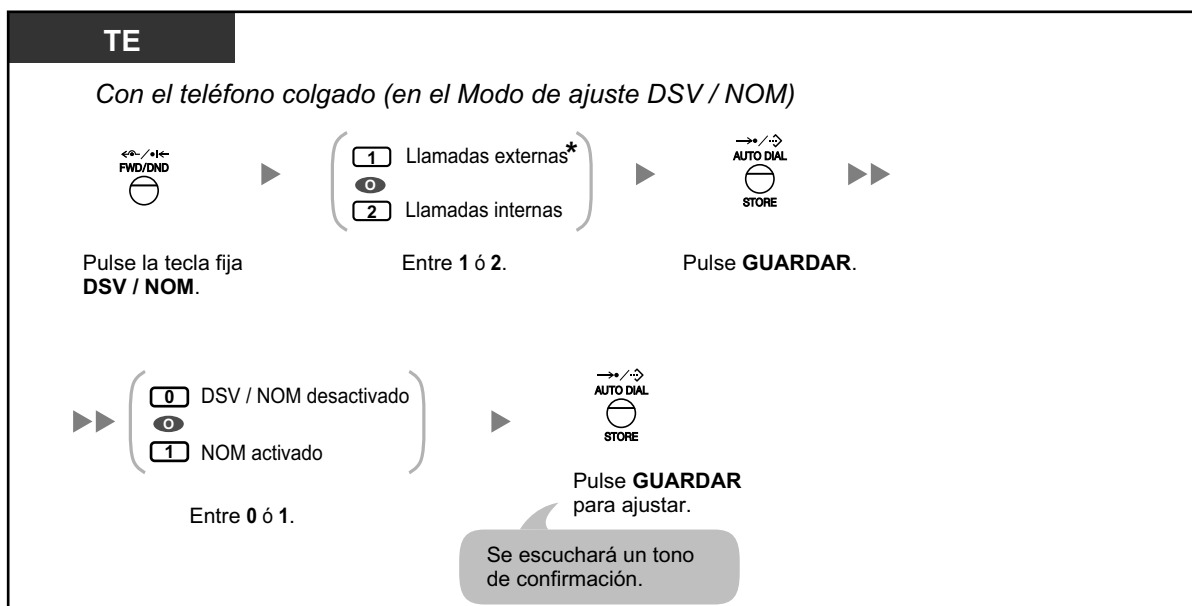 TE
Con el teléfono colgado (en el Modo de ajuste DSV / NOM)
FWD/DND
1 Llamadas externas*
O
2 Llamadas internas
AUTO DIAL
STORE
Pulse la tecla fija
DSV / NOM.
Entre 1 ó 2.
Pulse GUARDAR.
0 DSV / NOM desactivado
O
1 NOM activado
AUTO DIAL
STORE
Entre 0 ó 1.
Pulse GUARDAR
para ajustar.
Se escuchará un tono
de confirmación.